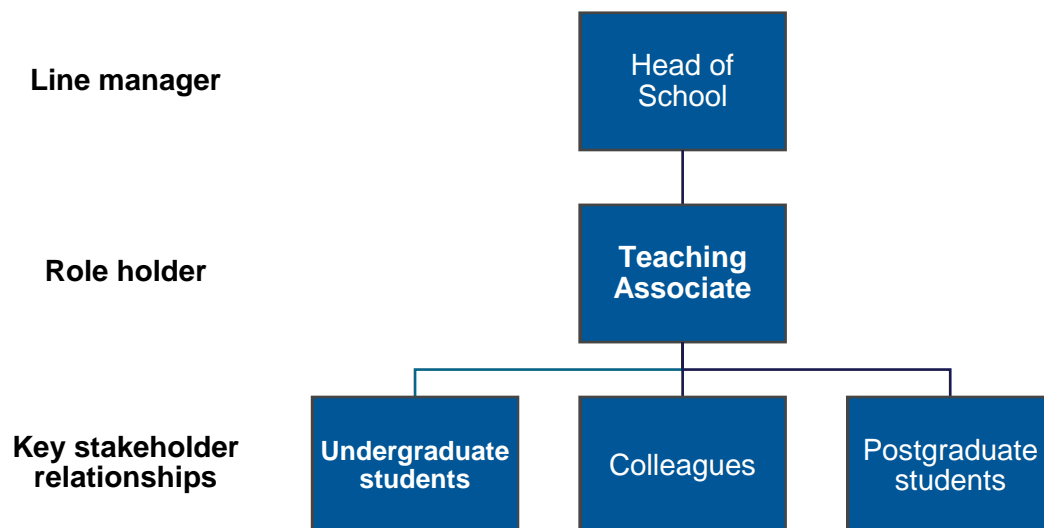 Line manager
Head of
School
Role holder
Teaching
Associate
Key stakeholder
relationships
Undergraduate
students
Colleagues
Postgraduate
students